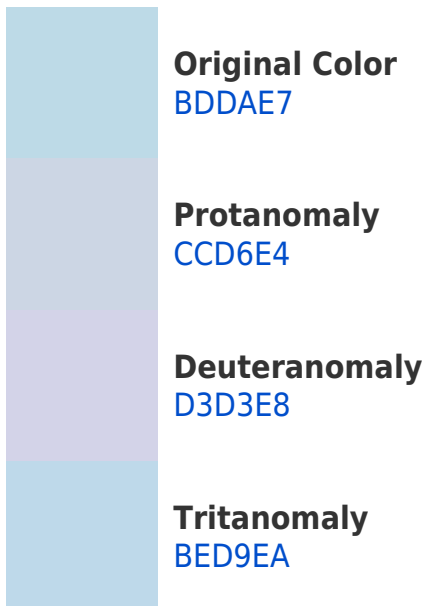 Original Color
BDDAE7
Protanomaly
CCD6E4
Deuteranomaly
D3D3E8
Tritanomaly
BED9EA